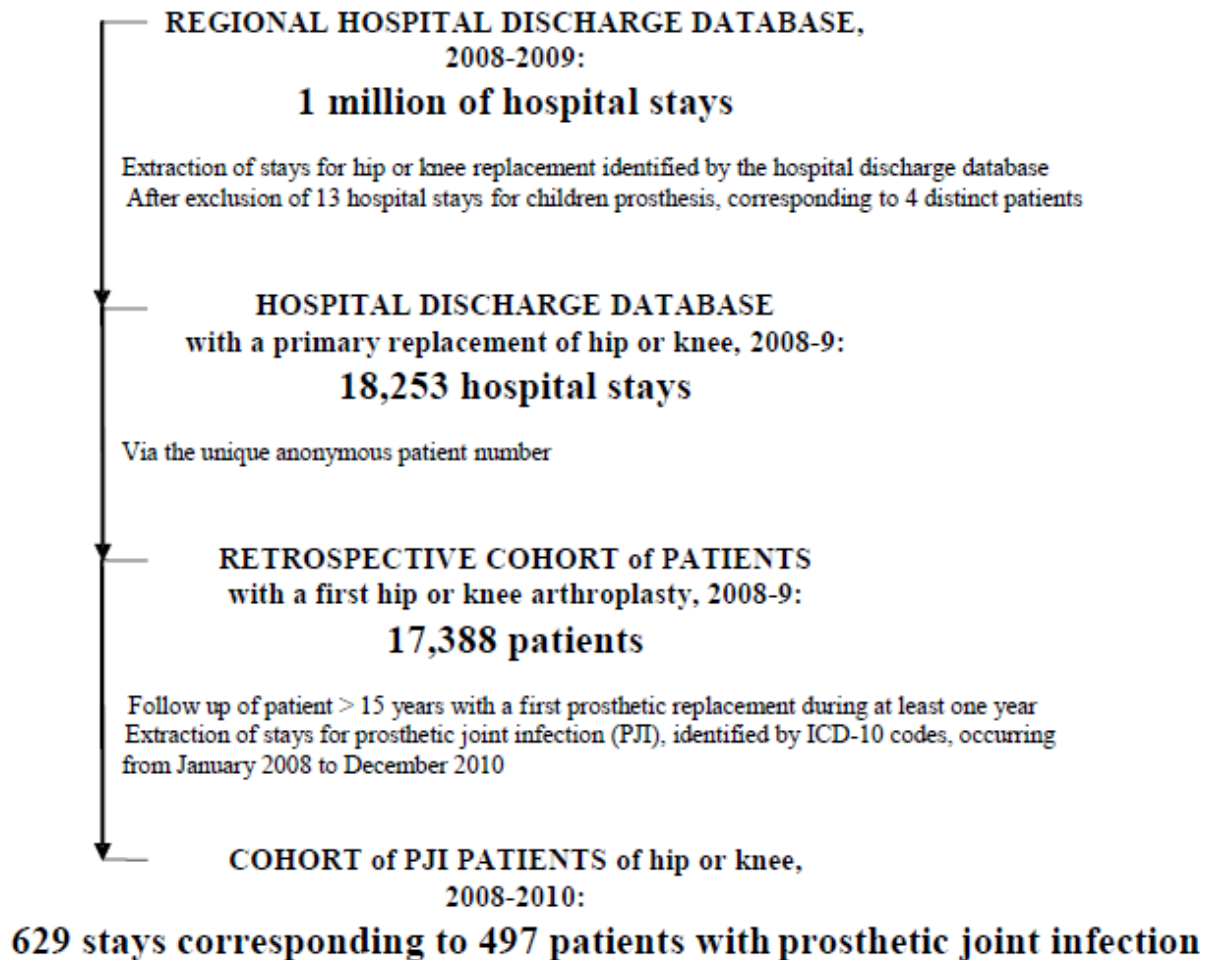 REGIONAL HOSPITAL DISCHARGE DATABASE,
2008-2009:
1 million of hospital stays
Extraction of stays for hip or knee replacement identified by the hospital discharge database
After exclusion of 13 hospital stays for children prosthesis, corresponding to 4 distinct patients
HOSPITAL DISCHARGE DATABASE
with a primary replacement of hip or knee, 2008-9:
18,253 hospital stays
Via the unique anonymous patient number
RETROSPECTIVE COHORT of PATIENTS
with a first hip or knee arthroplasty, 2008-9:
17,388 patients
Follow up of patient > 15 years with a first prosthetic replacement during at least one year
Extraction of stays for prosthetic joint infection (PJI), identified by ICD-10 codes, occurring
from January 2008 to December 2010
COHORT of PJI PATIENTS of hip or knee,
2008-2010:
629 stays corresponding to 497 patients with prosthetic joint infection